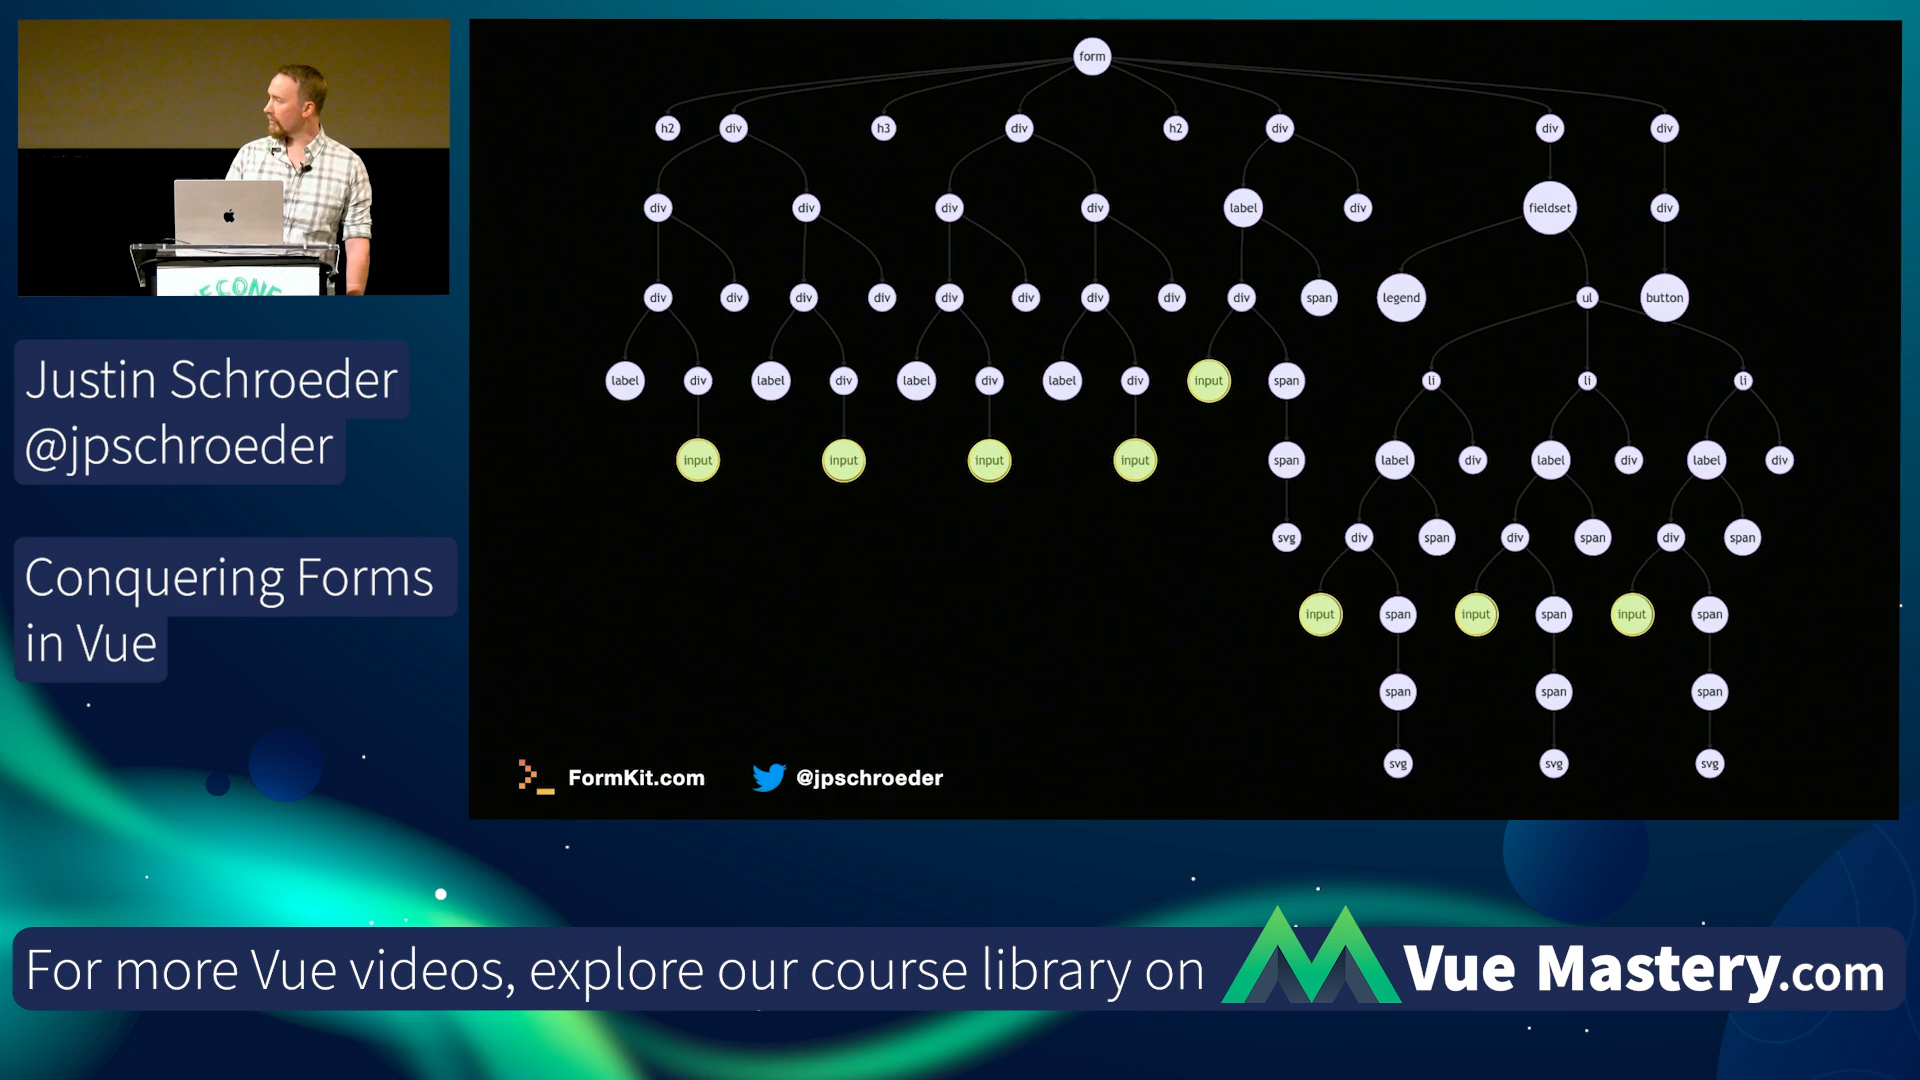 form
h2 div h3 div h2 div div div
div div div div label div fieldset div
div div div div div div div div div span legend ul button
label div label div label div label div input span li li li
input input input input span label div label div label div
svg div span div span div span
input span input span input span
span span span
svg svg svg
FormKit.com @jpschroeder
Justin Schroeder
@jpschroeder
Conquering Forms
in Vue
For more Vue videos, explore our course library on Vue Mastery.com